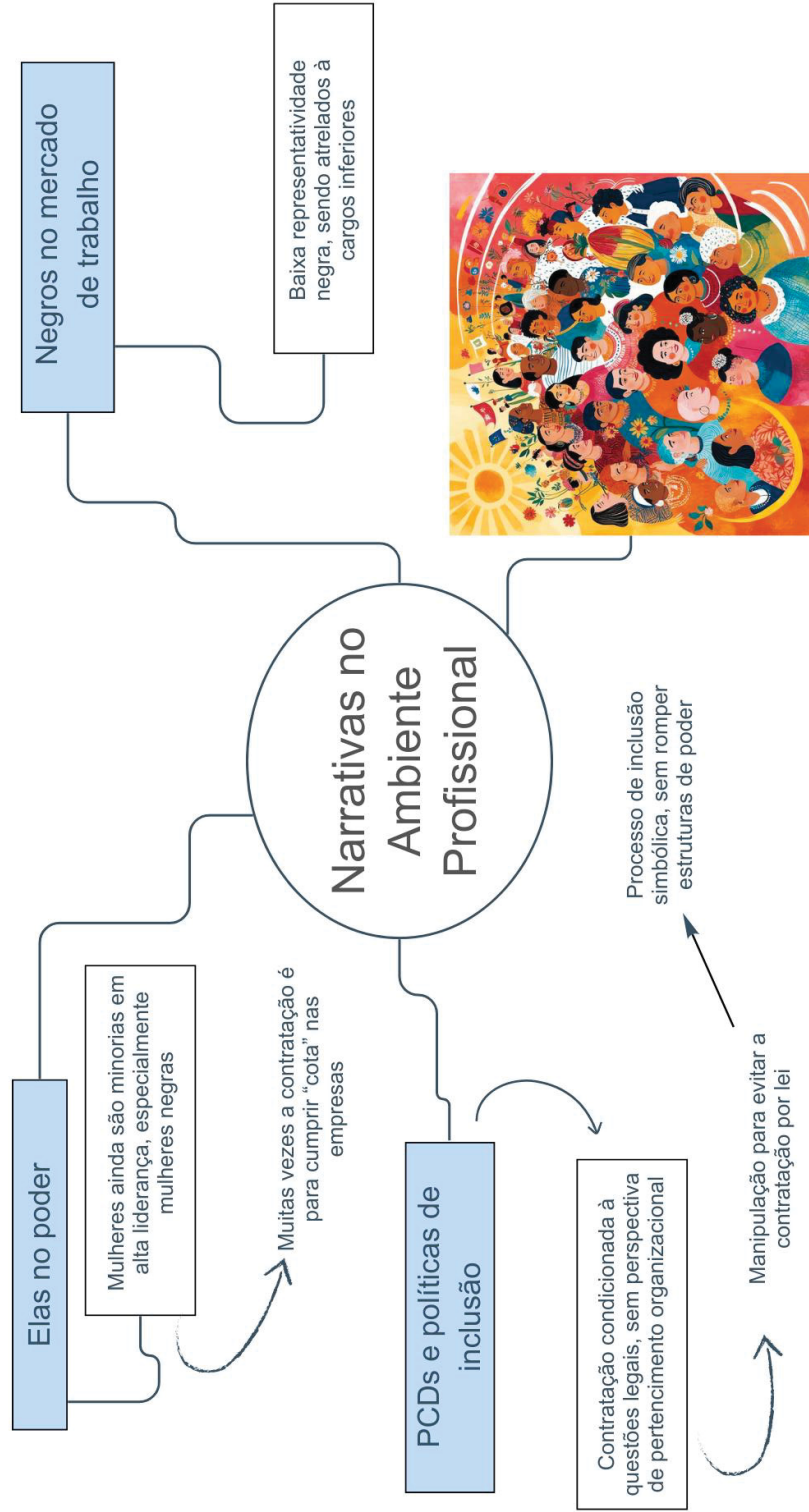 Elas no poder
Mulheres ainda são minorias em
alta liderança, especialmente
mulheres negras
Muitas vezes a contratação é
para cumprir “cota” nas
empresas
Negros no mercado
de trabalho
Baixa representatividade
negra, sendo atrelados à
cargos inferiores
Narrativas no
Ambiente
Profissional
PCDs e políticas de
inclusão
Contratação condicionada à
questões legais, sem perspectiva
de pertencimento organizacional
Manipulação para evitar a
contratação por lei
Processo de inclusão
simbólica, sem romper
estruturas de poder